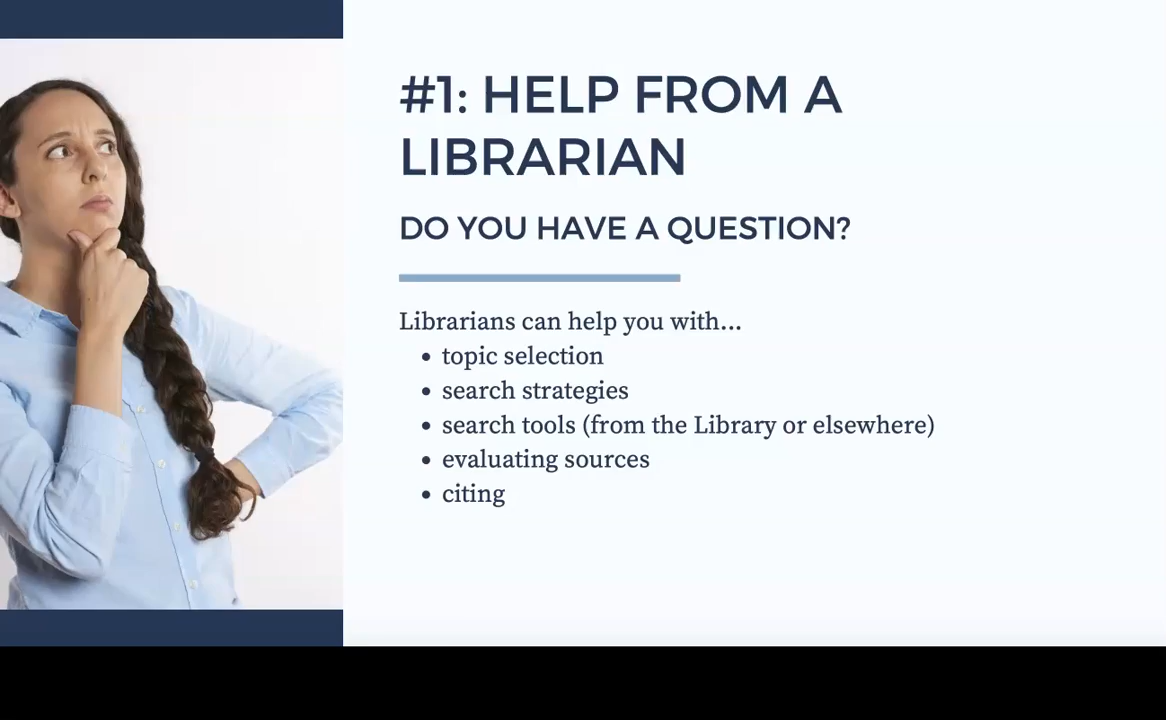 #1: HELP FROM A
LIBRARIAN
DO YOU HAVE A QUESTION?
Librarians can help you with...
• topic selection
• search strategies
• search tools (from the Library or elsewhere)
• evaluating sources
• citing